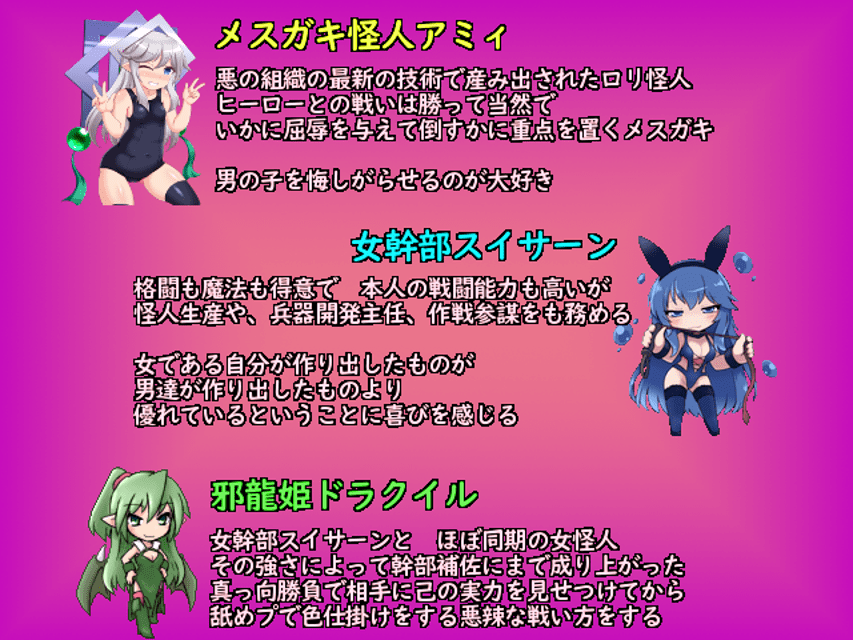 メスガキ怪人アミィ
悪の組織の最新の技術で産み出されたロリ怪人
ヒーローとの戦いは勝って当然で
いかに屈辱を与えて倒すかに重点を置くメスガキ
男の子を悔しがらせるのが大好き
女幹部スイサーン
格闘も魔法も得意で　本人の戦闘能力も高いが
怪人生産や、兵器開発主任、作戦参謀をも務める
女である自分が作り出したものが
男達が作り出したものより
優れているということに喜びを感じる
邪龍姫ドラクイル
女幹部スイサーンと　ほぼ同期の女怪人
その強さによって幹部補佐にまで成り上がった
真っ向勝負で相手に己の実力を見せつけてから
舐めプで色仕掛けをする悪辣な戦い方をする